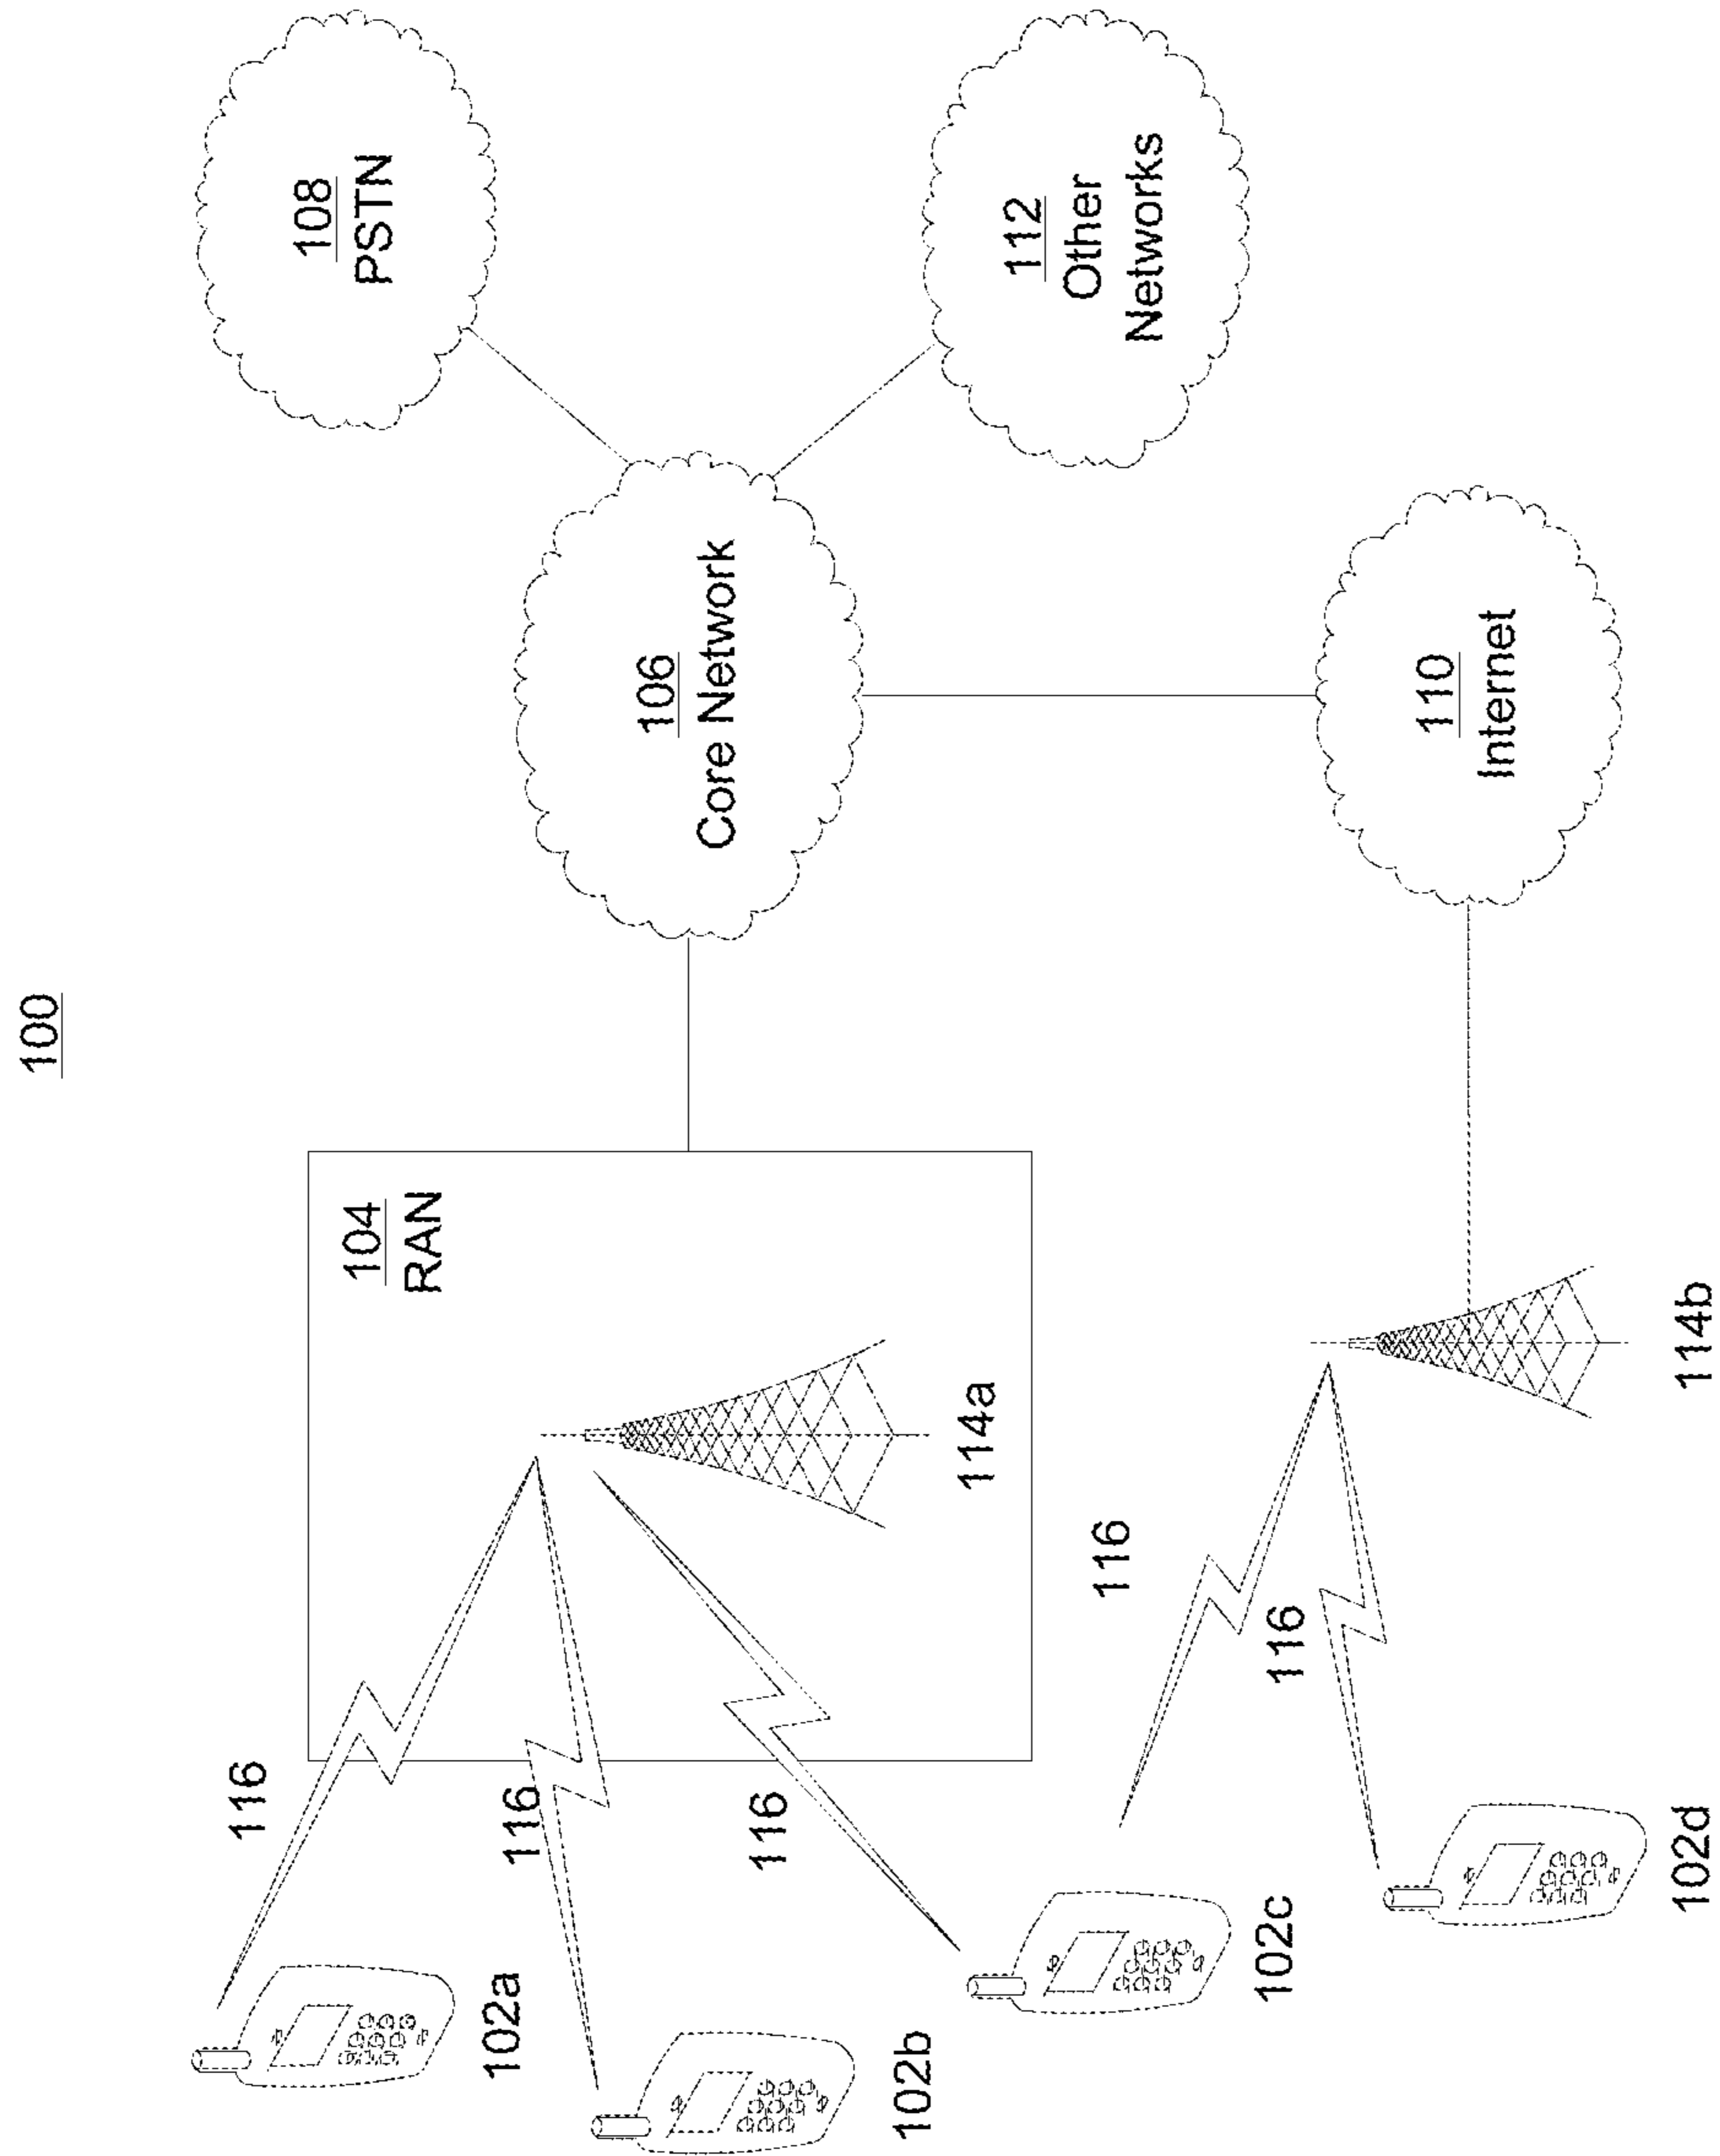 100
108
PSTN
104
RAN
106
Core Network
112
Other
Networks
116
116
116
114a
102a
102b
102c
116
116
110
Internet
114b
102d